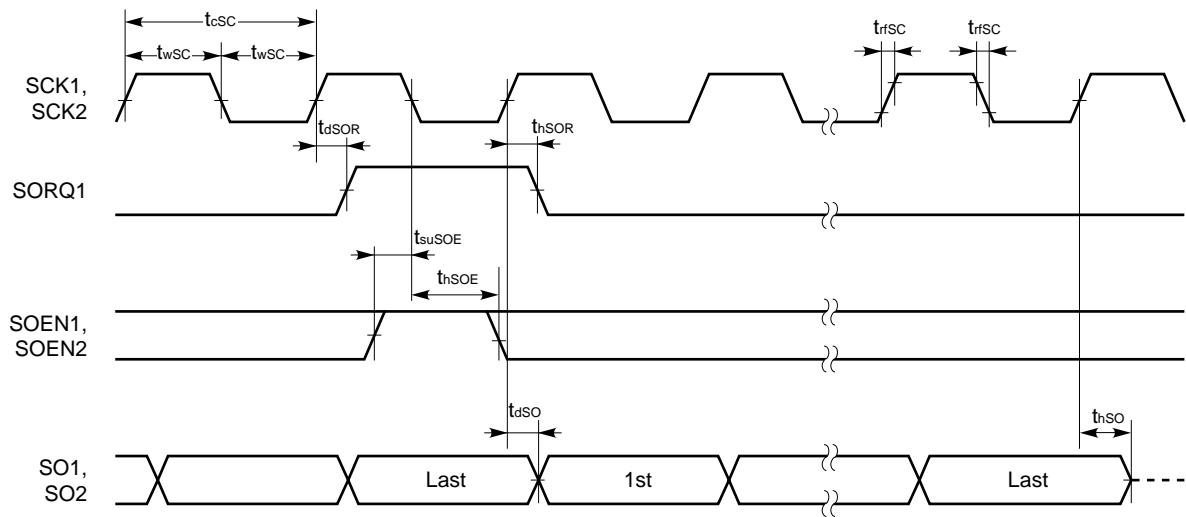 tcSC
twSC twSC
trfSC trfSC
SCK1,
SCK2
tdSOR
thSOR
SORQ1
tsuSOE
thSOE
SOEN1,
SOEN2
tdSO
thSO
SO1,
SO2
Last
1st
Last